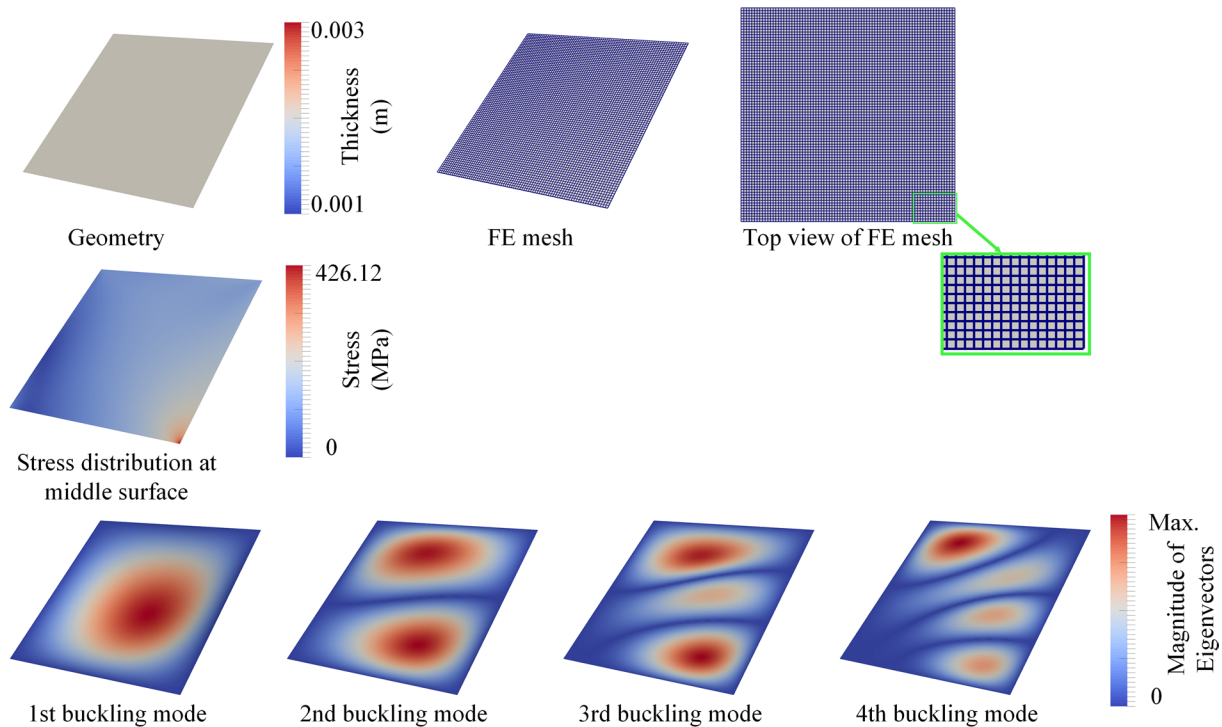 0.003
Thickness
(m)
0.001
Geometry
FE mesh
Top view of FE mesh
426.12
Stress
(MPa)
0
Stress distribution at
middle surface
Max.
Magnitude of
Eigenvectors
0
1st buckling mode
2nd buckling mode
3rd buckling mode
4th buckling mode